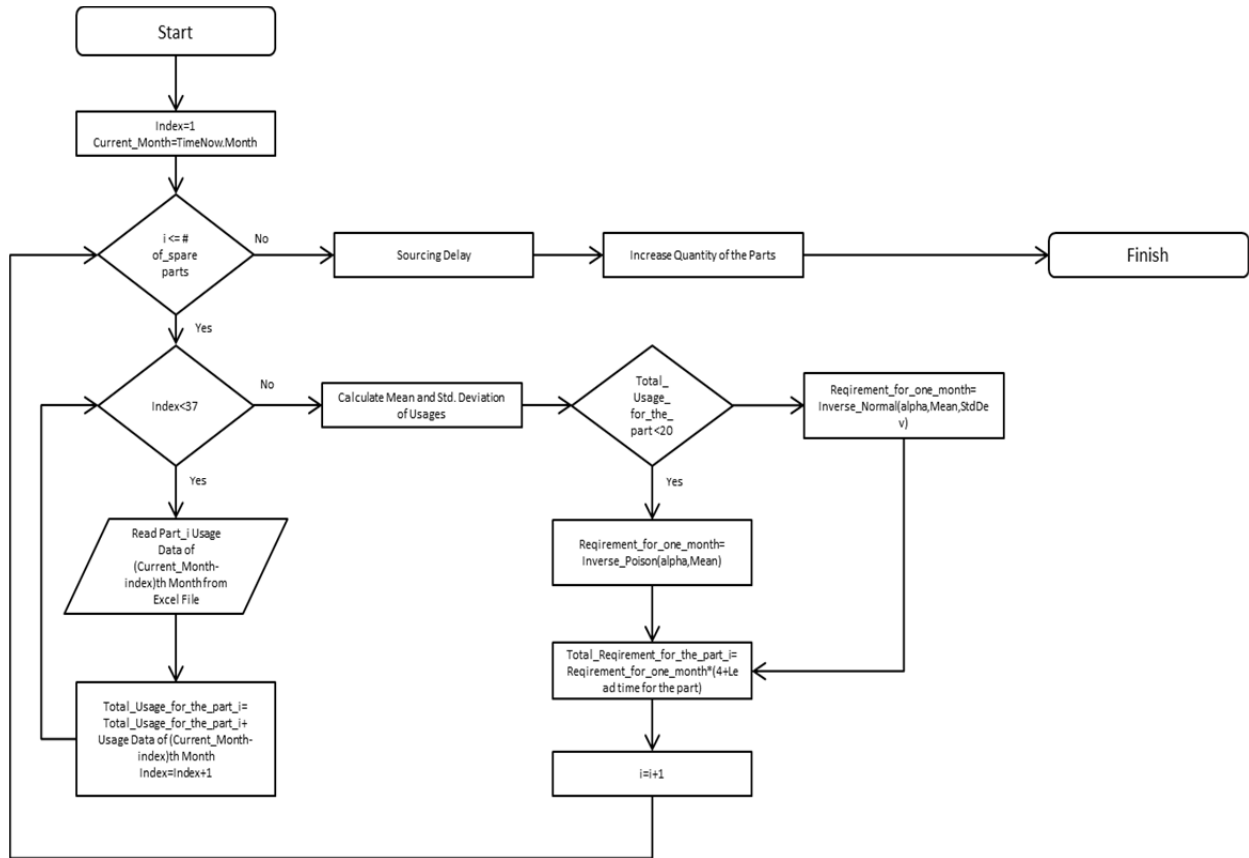 Start
Index=1
Current_Month=TimeNow.Month
i <= #
of_spare
parts
No
Sourcing Delay
Increase Quantity of the Parts
Finish
Yes
Index<37
No
Calculate Mean and Std. Deviation
of Usages
Total_
Usage_
for_the_
part<20
Reqirement_for_one_month=
Inverse_Normal(alpha,Mean,StdDe
v)
Yes
Read Part_i Usage
Data of
(Current_Month-
index)th Month from
Excel File
Yes
Reqirement_for_one_month=
Inverse_Poison(alpha,Mean)
Total_Usage_for_the_part_i=
Total_Usage_for_the_part_i+
Usage Data of (Current_Month-
index)th Month
Index=Index+1
Total_Reqirement_for_the_part_i=
Reqirement_for_one_month*(4+Le
ad time for the part)
i=i+1